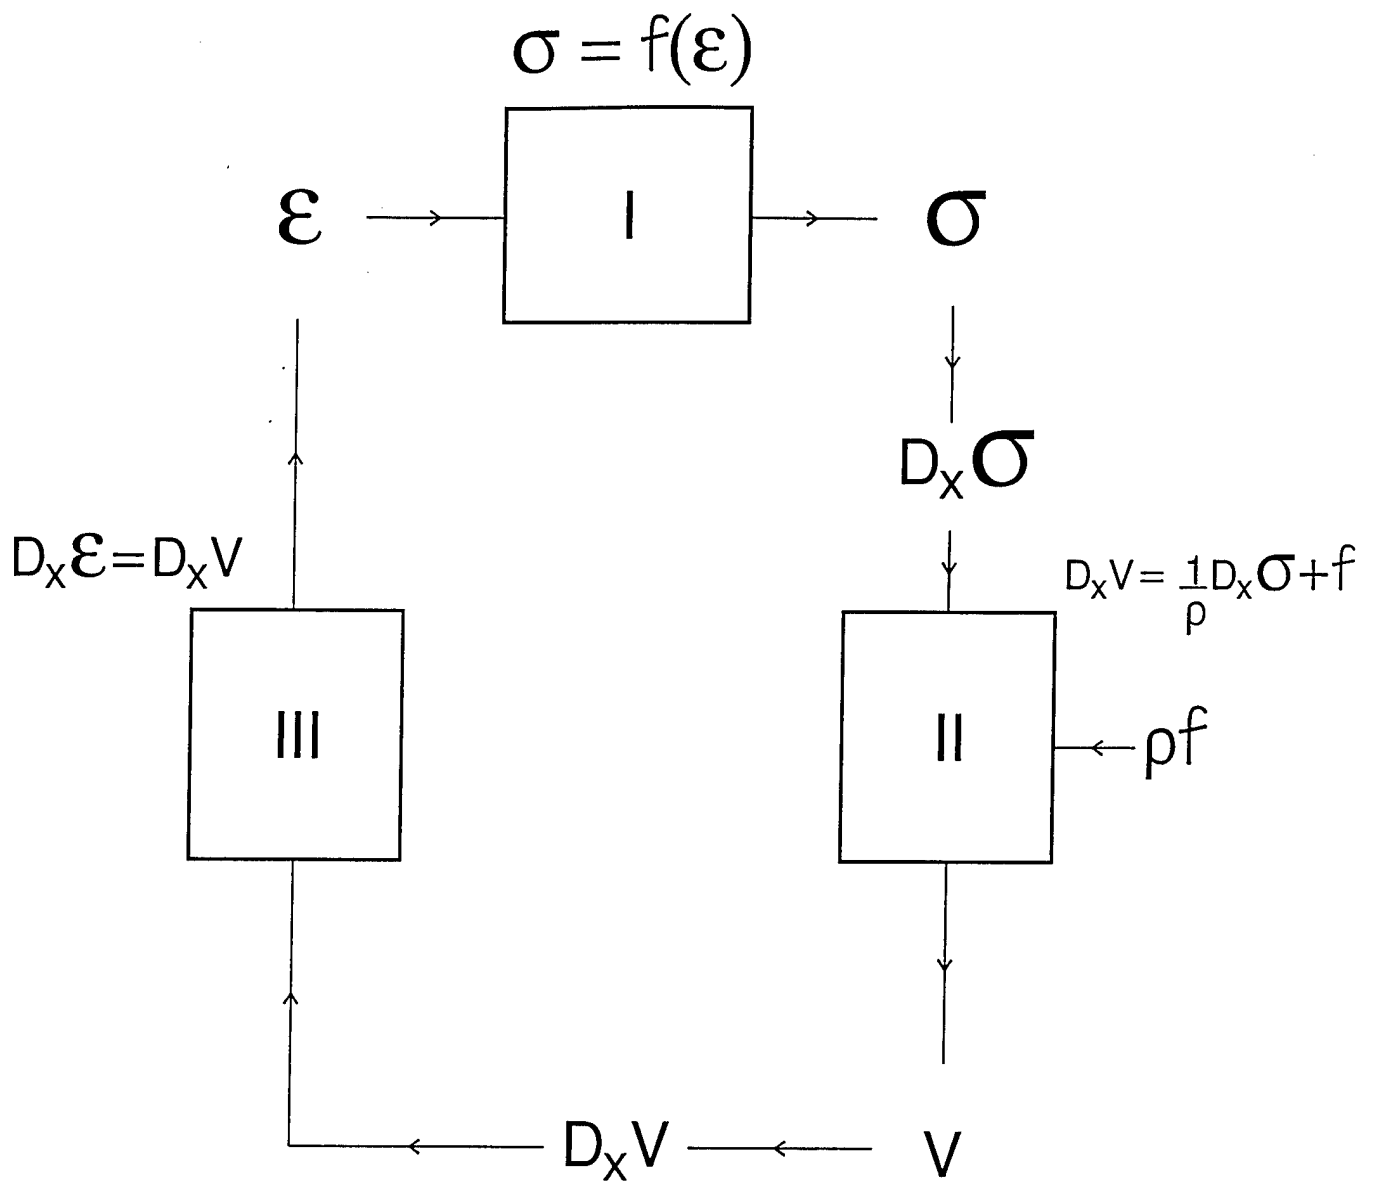 σ = f(ε)
ε
I
σ
Dxσ
Dxε=DxV
DxV= 1/ρ Dxσ+f
III
II
ρf
DxV
V